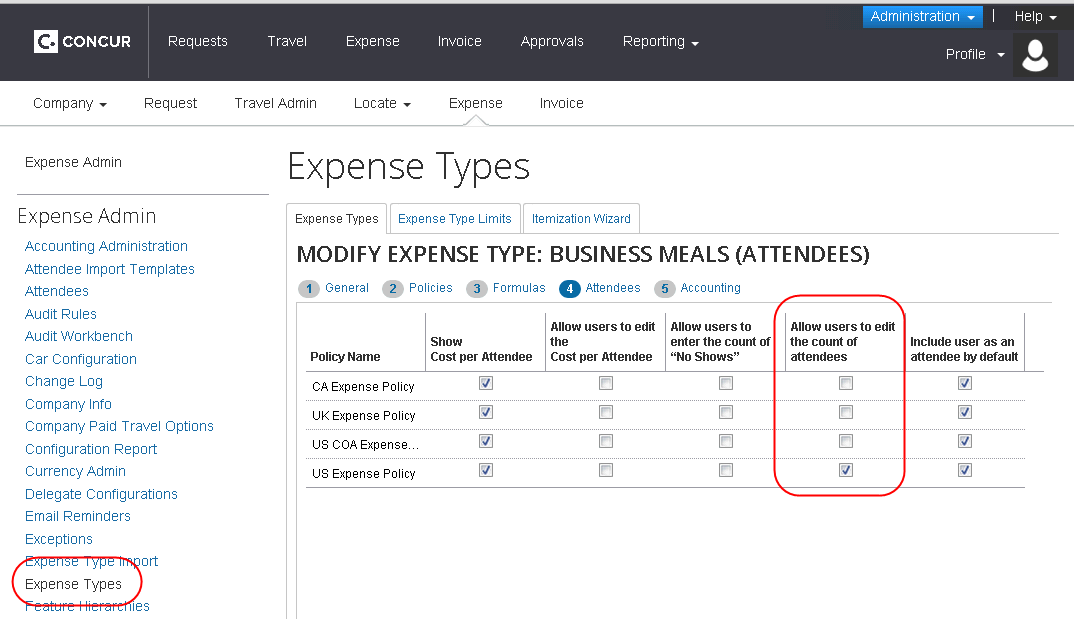 Administration
Help
CONCUR
Requests
Travel
Expense
Invoice
Approvals
Reporting
Profile
Company
Request
Travel Admin
Locate
Expense
Invoice
Expense Admin
Expense Admin
Accounting Administration
Attendee Import Templates
Attendees
Audit Rules
Audit Workbench
Car Configuration
Change Log
Company Info
Company Paid Travel Options
Configuration Report
Currency Admin
Delegate Configurations
Email Reminders
Exceptions
Expense Type Import
Expense Types
Feature Hierarchies
Expense Types
Expense Types
Expense Type Limits
Itemization Wizard
MODIFY EXPENSE TYPE: BUSINESS MEALS (ATTENDEES)
1 General
2 Policies
3 Formulas
4 Attendees
5 Accounting
Policy Name
Show
Cost per Attendee
Allow users to edit
the
Cost per Attendee
Allow users to
enter the count of
“No Shows”
Allow users to edit
the count of
attendees
Include user as an
attendee by default
CA Expense Policy
UK Expense Policy
US COA Expense...
US Expense Policy